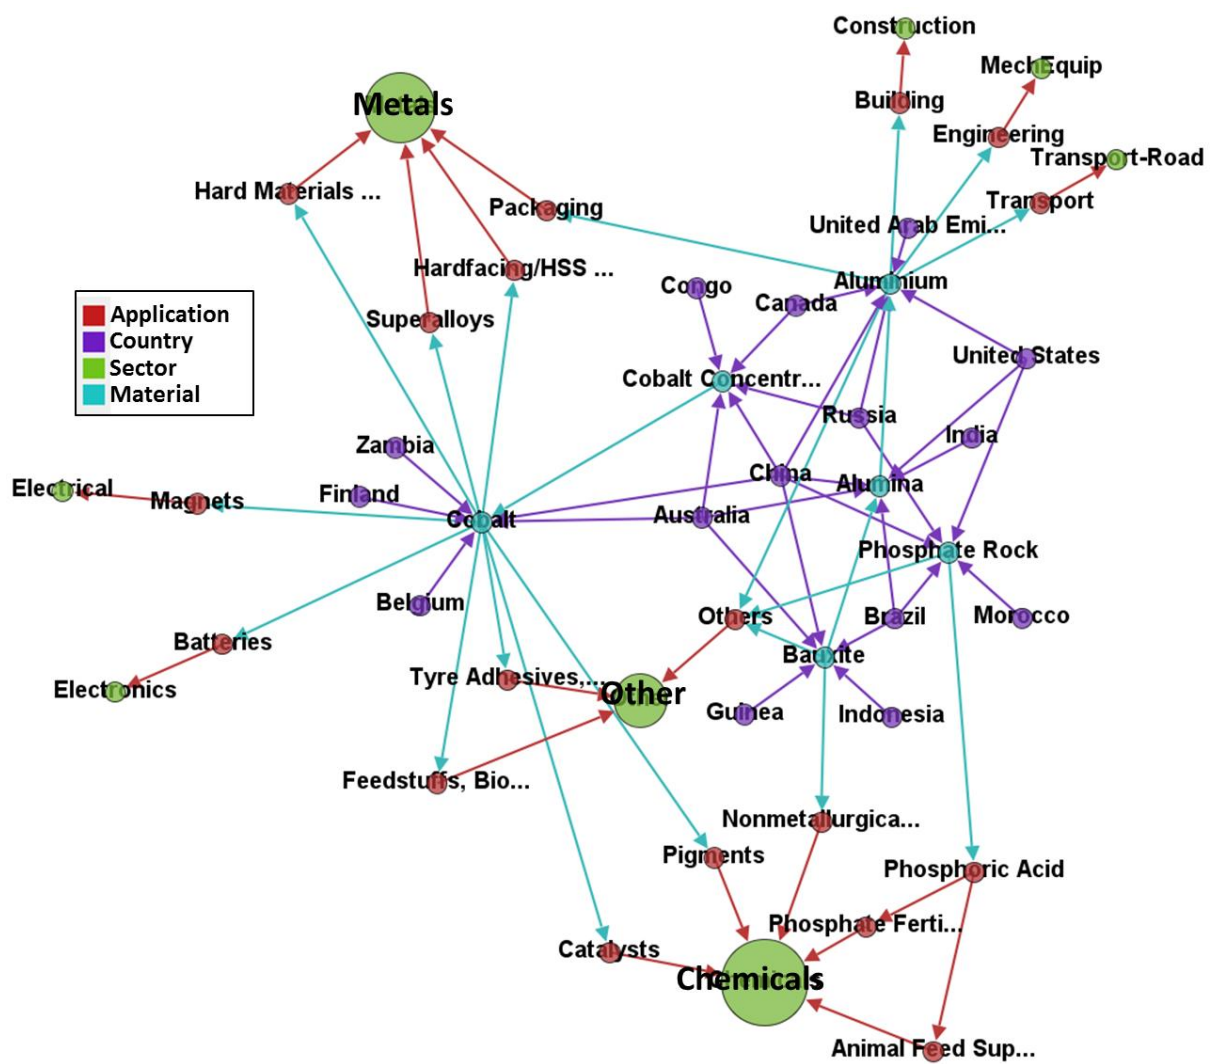 Construction
MechEquip
Metals
Building
Engineering
Transport-Road
Hard Materials ...
Packaging
Transport
United Arab Emi...
Hardfacing/HSS ...
Congo
Aluminium
Canada
Application
Superalloys
Country
United States
Sector
Cobalt Concentr...
Material
Russia
Zambia
India
China
Electrical
Magnets
Finland
Alumina
Cobalt
Australia
Phosphate Rock
Belgium
Others
Brazil
Morocco
Batteries
Bauxite
Tyre Adhesives,...
Electronics
Other
Guinea
Indonesia
Feedstuffs, Bio...
Nonmetallurgica...
Pigments
Phosphoric Acid
Phosphate Ferti...
Catalysts
Chemicals
Animal Feed Sup...